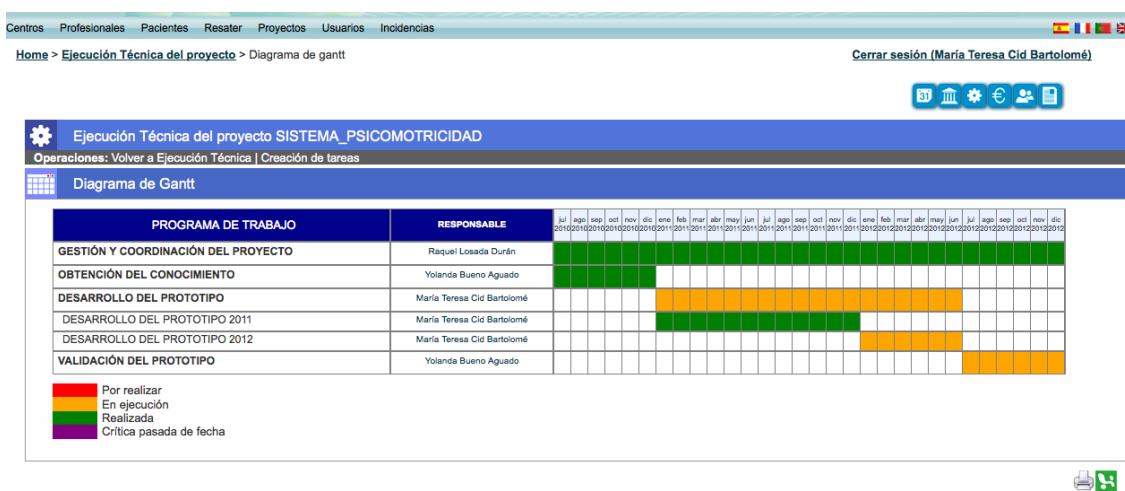 Centros Profesionales Pacientes Resater Proyectos Usuarios Incidencias
Home > Ejecución Técnica del proyecto > Diagrama de gantt
Cerrar sesión (María Teresa Cid Bartolomé)
31 €
Ejecución Técnica del proyecto SISTEMA_PSICOMOTRICIDAD
Operaciones: Volver a Ejecución Técnica | Creación de tareas
Diagrama de Gantt
PROGRAMA DE TRABAJO RESPONSABLE jul ago sep oct nov dic ene feb mar abr may jun jul ago sep oct nov dic ene feb mar abr may jun jul ago sep oct nov dic
2010 2010 2010 2010 2010 2010 2011 2011 2011 2011 2011 2011 2011 2011 2011 2011 2011 2011 2012 2012 2012 2012 2012 2012 2012 2012 2012 2012 2012 2012
GESTIÓN Y COORDINACIÓN DEL PROYECTO Raquel Losada Durán
OBTENCIÓN DEL CONOCIMIENTO Yolanda Bueno Aguado
DESARROLLO DEL PROTOTIPO María Teresa Cid Bartolomé
DESARROLLO DEL PROTOTIPO 2011 María Teresa Cid Bartolomé
DESARROLLO DEL PROTOTIPO 2012 María Teresa Cid Bartolomé
VALIDACIÓN DEL PROTOTIPO Yolanda Bueno Aguado
Por realizar
En ejecución
Realizada
Crítica pasada de fecha